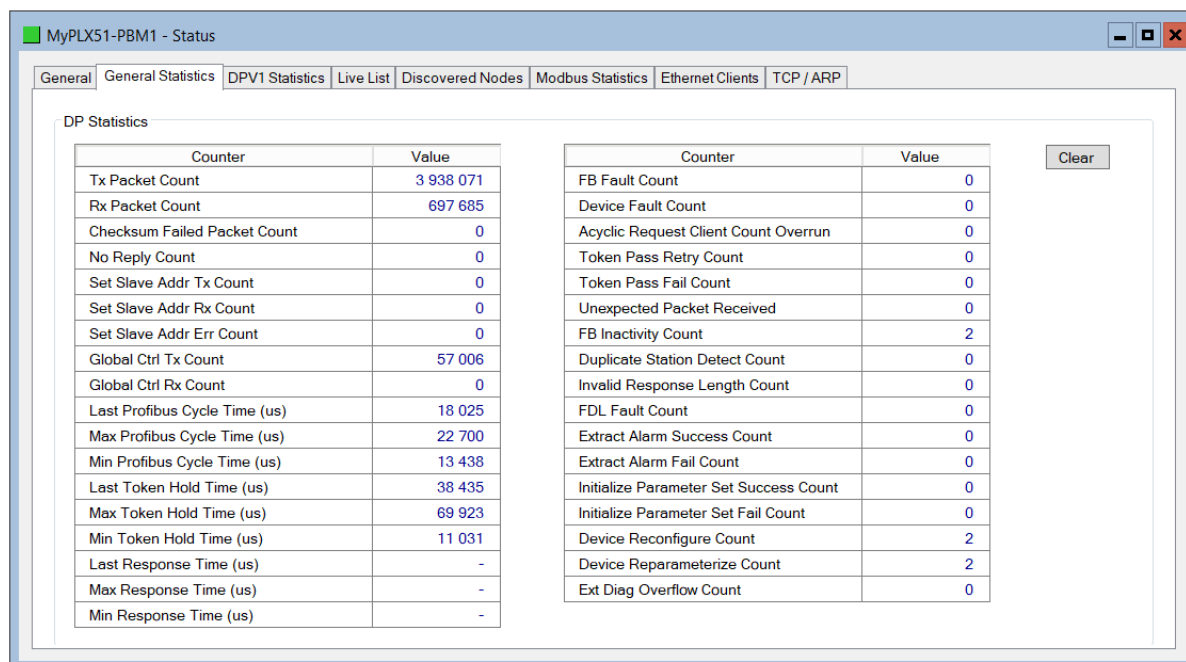 MyPLX51-PBM1 - Status
General General Statistics DPV1 Statistics Live List Discovered Nodes Modbus Statistics Ethernet Clients TCP / ARP
DP Statistics
Counter Value
Tx Packet Count 3 938 071
Rx Packet Count 697 685
Checksum Failed Packet Count 0
No Reply Count 0
Set Slave Addr Tx Count 0
Set Slave Addr Rx Count 0
Set Slave Addr Err Count 0
Global Ctrl Tx Count 57 006
Global Ctrl Rx Count 0
Last Profibus Cycle Time (us) 18 025
Max Profibus Cycle Time (us) 22 700
Min Profibus Cycle Time (us) 13 438
Last Token Hold Time (us) 38 435
Max Token Hold Time (us) 69 923
Min Token Hold Time (us) 11 031
Last Response Time (us) -
Max Response Time (us) -
Min Response Time (us) -
Counter Value
FB Fault Count 0
Device Fault Count 0
Acyclic Request Client Count Overrun 0
Token Pass Retry Count 0
Token Pass Fail Count 0
Unexpected Packet Received 0
FB Inactivity Count 2
Duplicate Station Detect Count 0
Invalid Response Length Count 0
FDL Fault Count 0
Extract Alarm Success Count 0
Extract Alarm Fail Count 0
Initialize Parameter Set Success Count 0
Initialize Parameter Set Fail Count 0
Device Reconfigure Count 2
Device Reparameterize Count 2
Ext Diag Overflow Count 0
Clear